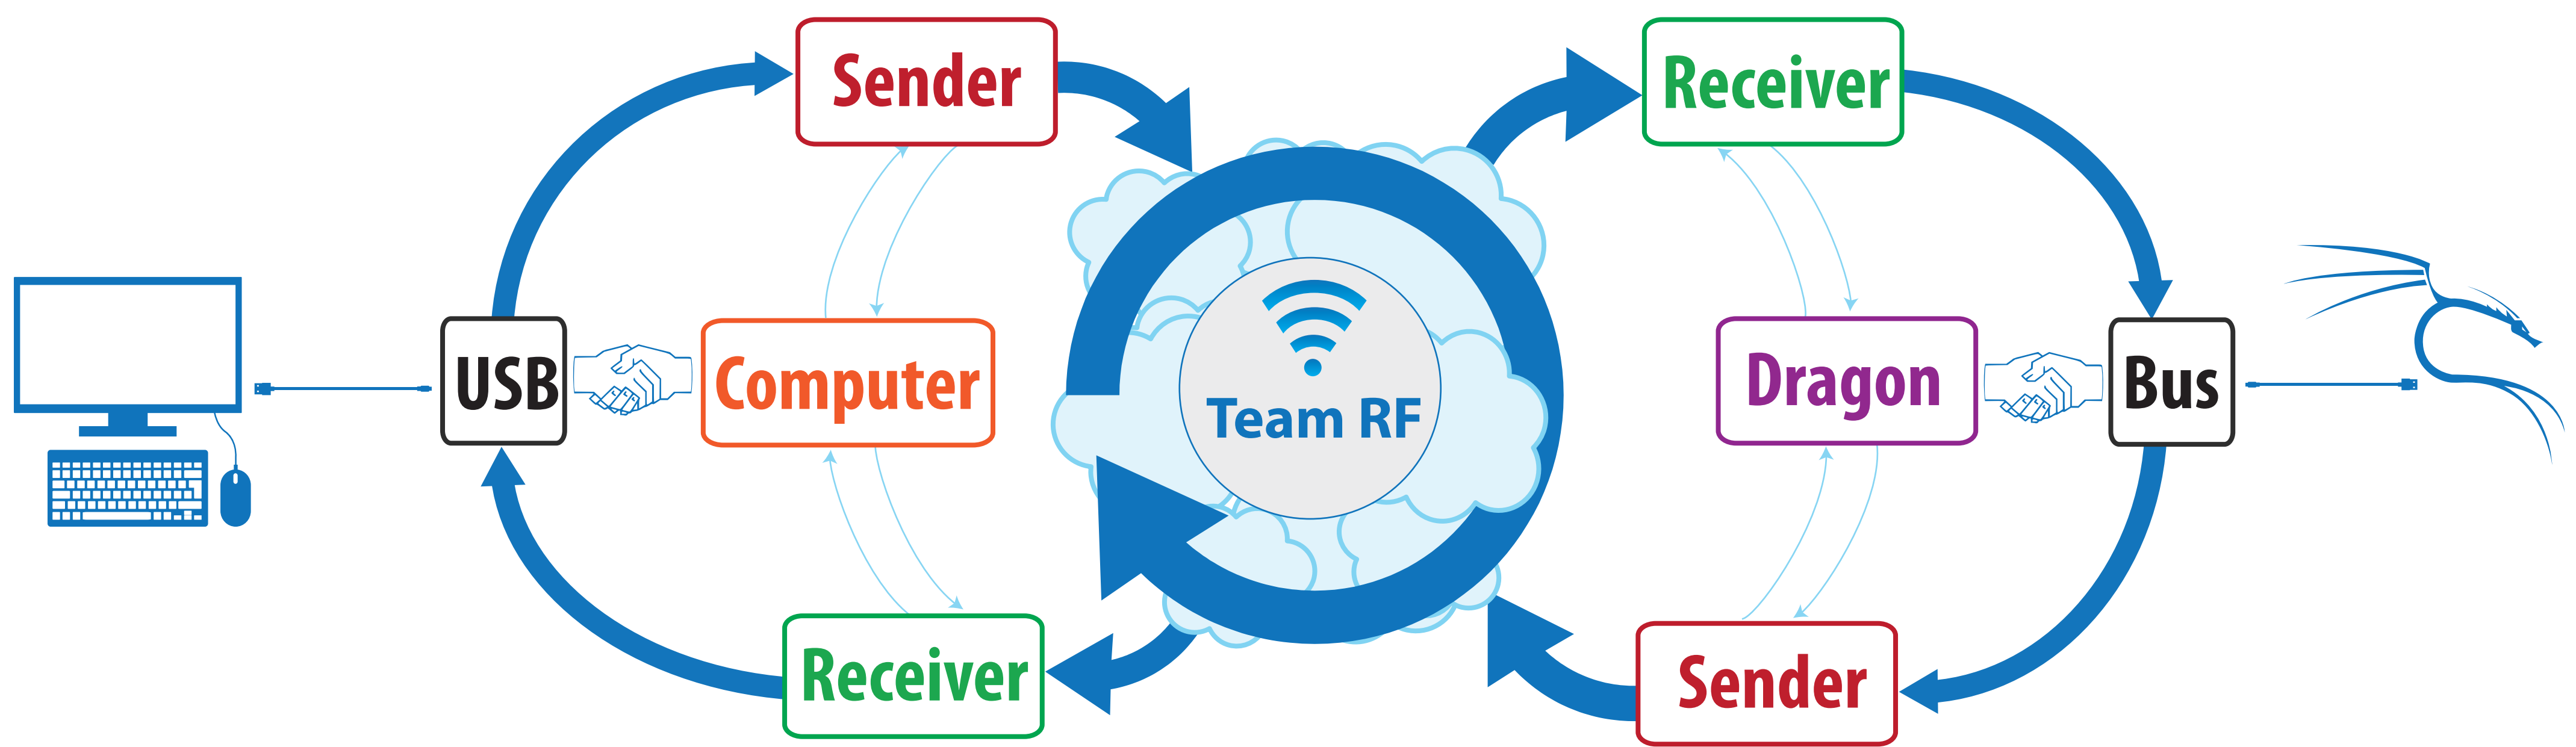 Sender
Receiver
USB
Computer
Team RF
Dragon
Bus
Receiver
Sender